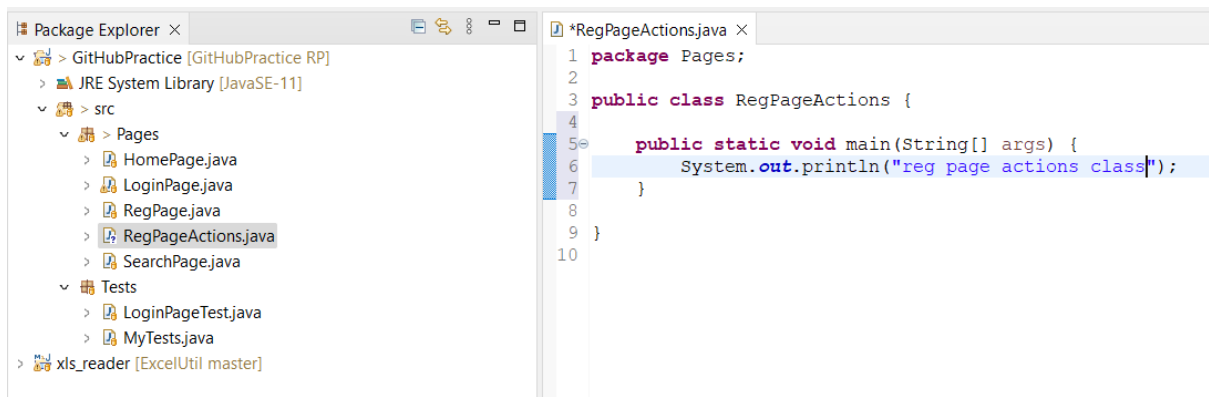 Package Explorer
> GitHubPractice [GitHubPractice RP]
JRE System Library [JavaSE-11]
> src
> Pages
HomePage.java
LoginPage.java
RegPage.java
RegPageActions.java
SearchPage.java
Tests
LoginPageTest.java
MyTests.java
xls_reader [ExcelUtil master]
*RegPageActions.java
1 package Pages;
2
3 public class RegPageActions {
4
5 public static void main(String[] args) {
6 System.out.println("reg page actions class");
7 }
8
9 }
10